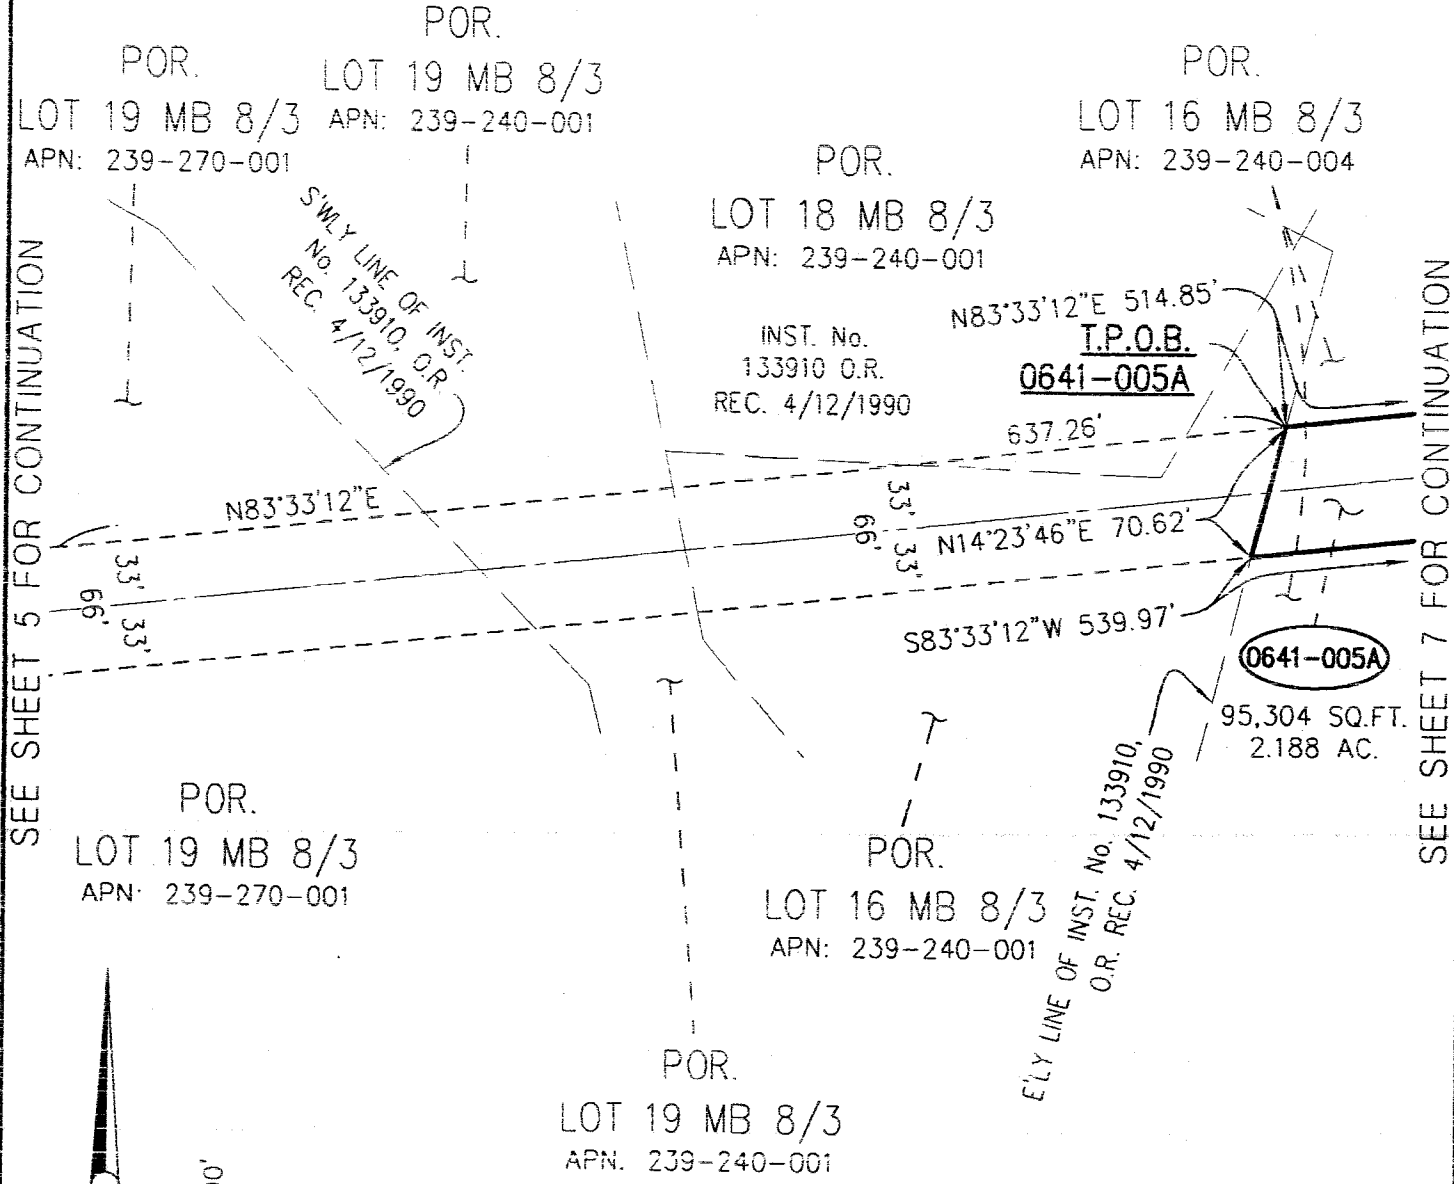 POR.
LOT 19 MB 8/3
APN: 239-270-001
POR.
LOT 19 MB 8/3
APN: 239-240-001
POR.
LOT 18 MB 8/3
APN: 239-240-001
POR.
LOT 16 MB 8/3
APN: 239-240-004
S'WLY LINE OF INST.
No. 133910, O.R.
REC. 4/12/1990
INST. No.
133910 O.R.
REC. 4/12/1990
N83°33'12"E 514.85'
T.P.O.B.
0641-005A
637.26'
N83°33'12"E
33'
66'
33'
N14°23'46"E 70.62'
33'
66'
33'
S83°33'12"W 539.97'
0641-005A
95,304 SQ.FT.
2.188 AC.
SEE SHEET 5 FOR CONTINUATION
SEE SHEET 7 FOR CONTINUATION
E'LY LINE OF INST. No. 133910,
O.R. REC. 4/12/1990
POR.
LOT 19 MB 8/3
APN: 239-270-001
POR.
LOT 16 MB 8/3
APN: 239-240-001
POR.
LOT 19 MB 8/3
APN. 239-240-001